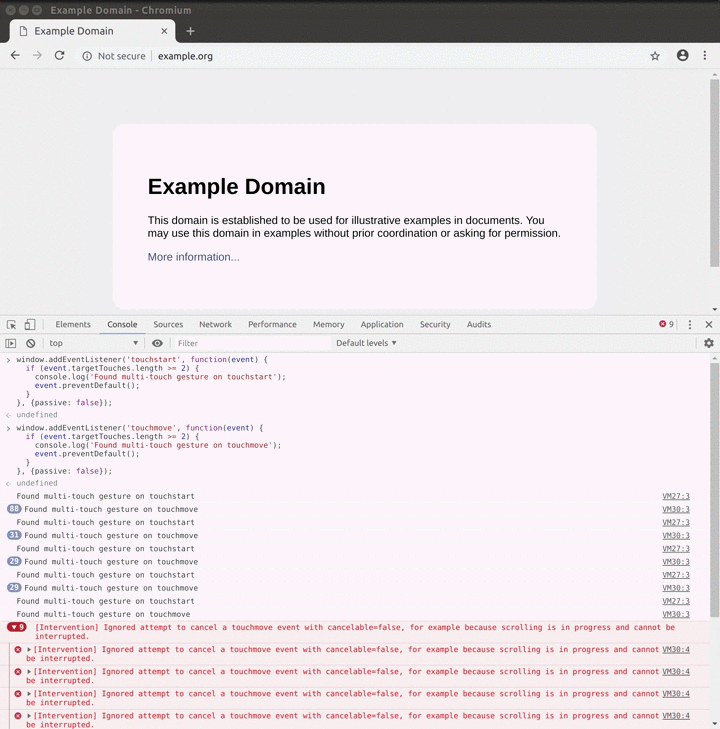 Example Domain - Chromium
Example Domain
Not secure example.org
Example Domain
This domain is established to be used for illustrative examples in documents. You
may use this domain in examples without prior coordination or asking for permission.
More information...
Elements Console Sources Network Performance Memory Application Security Audits 9
top Filter Default levels
window.addEventListener('touchstart', function(event) {
if (event.targetTouches.length >= 2) {
console.log('Found multi-touch gesture on touchstart');
event.preventDefault();
}
}, {passive: false});
undefined
window.addEventListener('touchmove', function(event) {
if (event.targetTouches.length >= 2) {
console.log('Found multi-touch gesture on touchmove');
event.preventDefault();
}
}, {passive: false});
undefined
Found multi-touch gesture on touchstart VM27:3
88 Found multi-touch gesture on touchmove VM30:3
Found multi-touch gesture on touchstart VM27:3
31 Found multi-touch gesture on touchmove VM30:3
Found multi-touch gesture on touchstart VM27:3
29 Found multi-touch gesture on touchmove VM30:3
Found multi-touch gesture on touchstart VM27:3
29 Found multi-touch gesture on touchmove VM30:3
Found multi-touch gesture on touchstart VM27:3
Found multi-touch gesture on touchmove VM30:3
9 [Intervention] Ignored attempt to cancel a touchmove event with cancelable=false, for example because scrolling is in progress and cannot be
interrupted.
[Intervention] Ignored attempt to cancel a touchmove event with cancelable=false, for example because scrolling is in progress and cannot VM30:4
be interrupted.
[Intervention] Ignored attempt to cancel a touchmove event with cancelable=false, for example because scrolling is in progress and cannot VM30:4
be interrupted.
[Intervention] Ignored attempt to cancel a touchmove event with cancelable=false, for example because scrolling is in progress and cannot VM30:4
be interrupted.
[Intervention] Ignored attempt to cancel a touchmove event with cancelable=false, for example because scrolling is in progress and cannot VM30:4
be interrupted.